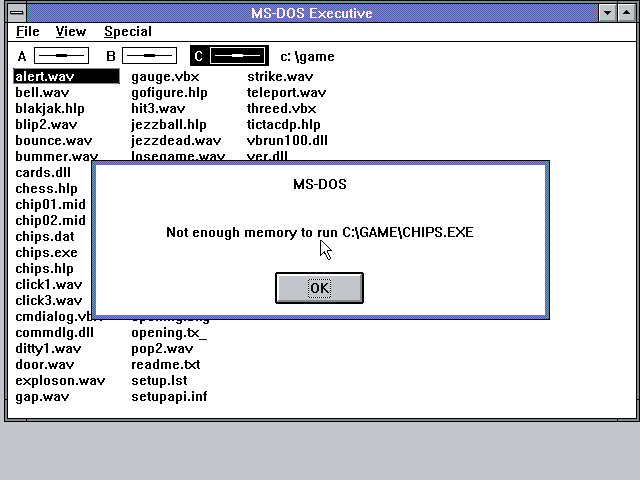 MS-DOS Executive
File View Special
A B C c: \game
alert.wav gauge.vbx strike.wav
bell.wav gofigure.hlp teleport.wav
blakjak.hlp hit3.wav threed.vbx
blip2.wav jezzball.hlp tictacdp.hlp
bounce.wav jezzdead.wav vbrun100.dll
bummer.wav losegame.wav ver.dll
cards.dll
MS-DOS
chess.hlp
chip01.mid
chip02.mid
chips.dat
Not enough memory to run C:\GAME\CHIPS.EXE
chips.exe
chips.hlp
click1.wav
OK
click3.wav
cmdialog.vb
commdlg.dll opening.tx_
ditty1.wav pop2.wav
door.wav readme.txt
exploson.wav setup.lst
gap.wav setupapi.inf